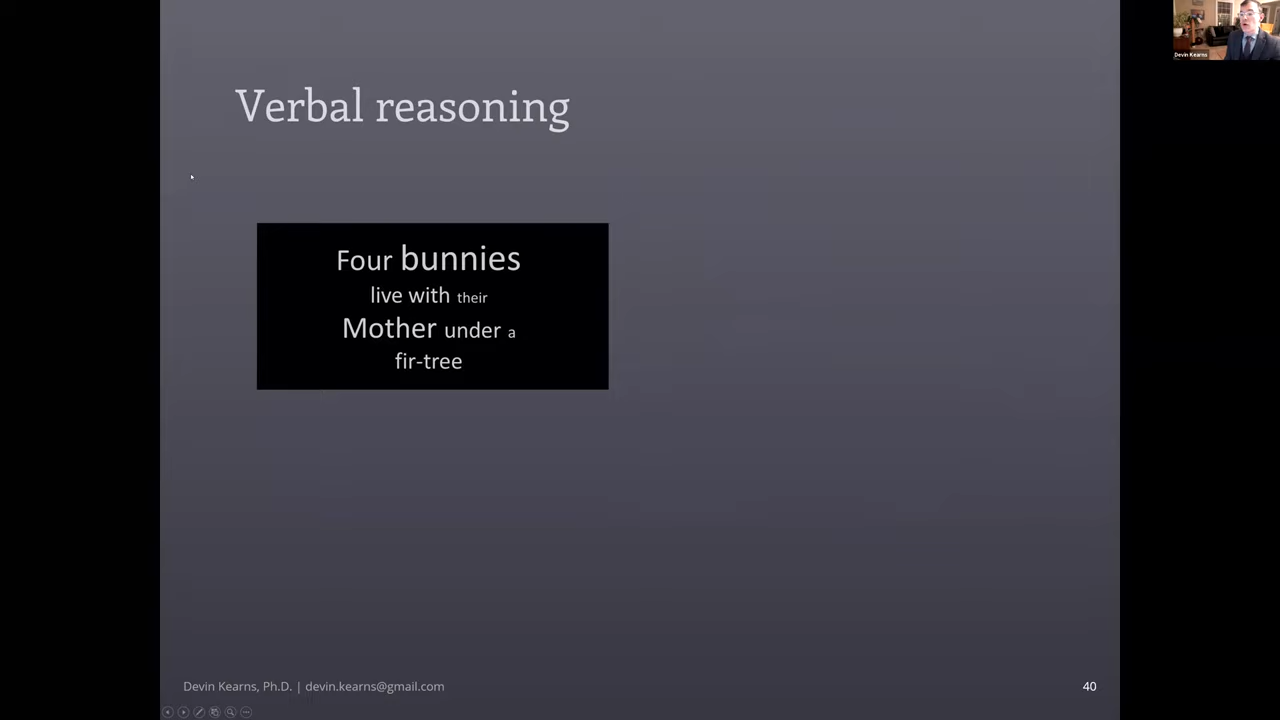 Devin Kearns
Verbal reasoning
Four bunnies
live with their
Mother under a
fir-tree
Devin Kearns, Ph.D. | devin.kearns@gmail.com
40